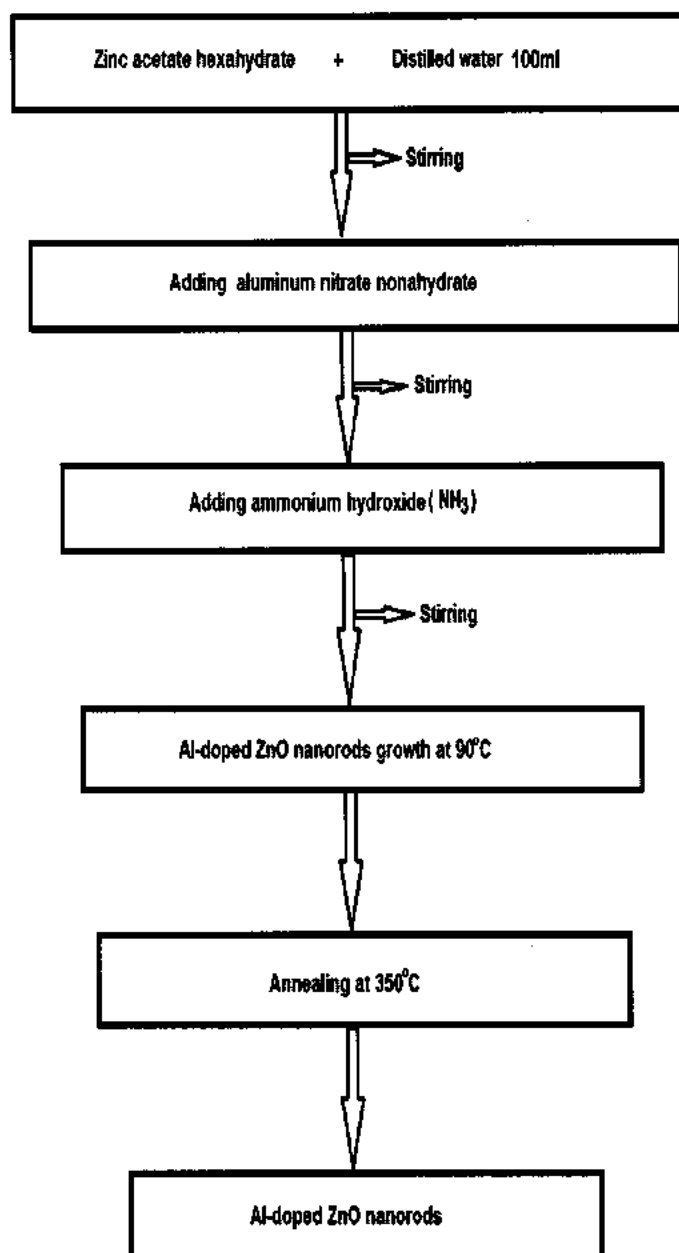 Zinc acetate hexahydrate + Distilled water 100ml
Stirring
Adding aluminum nitrate nonahydrate
Stirring
Adding ammonium hydroxide( NH₃)
Stirring
Al-doped ZnO nanorods growth at 90°C
Annealing at 350°C
Al-doped ZnO nanorods